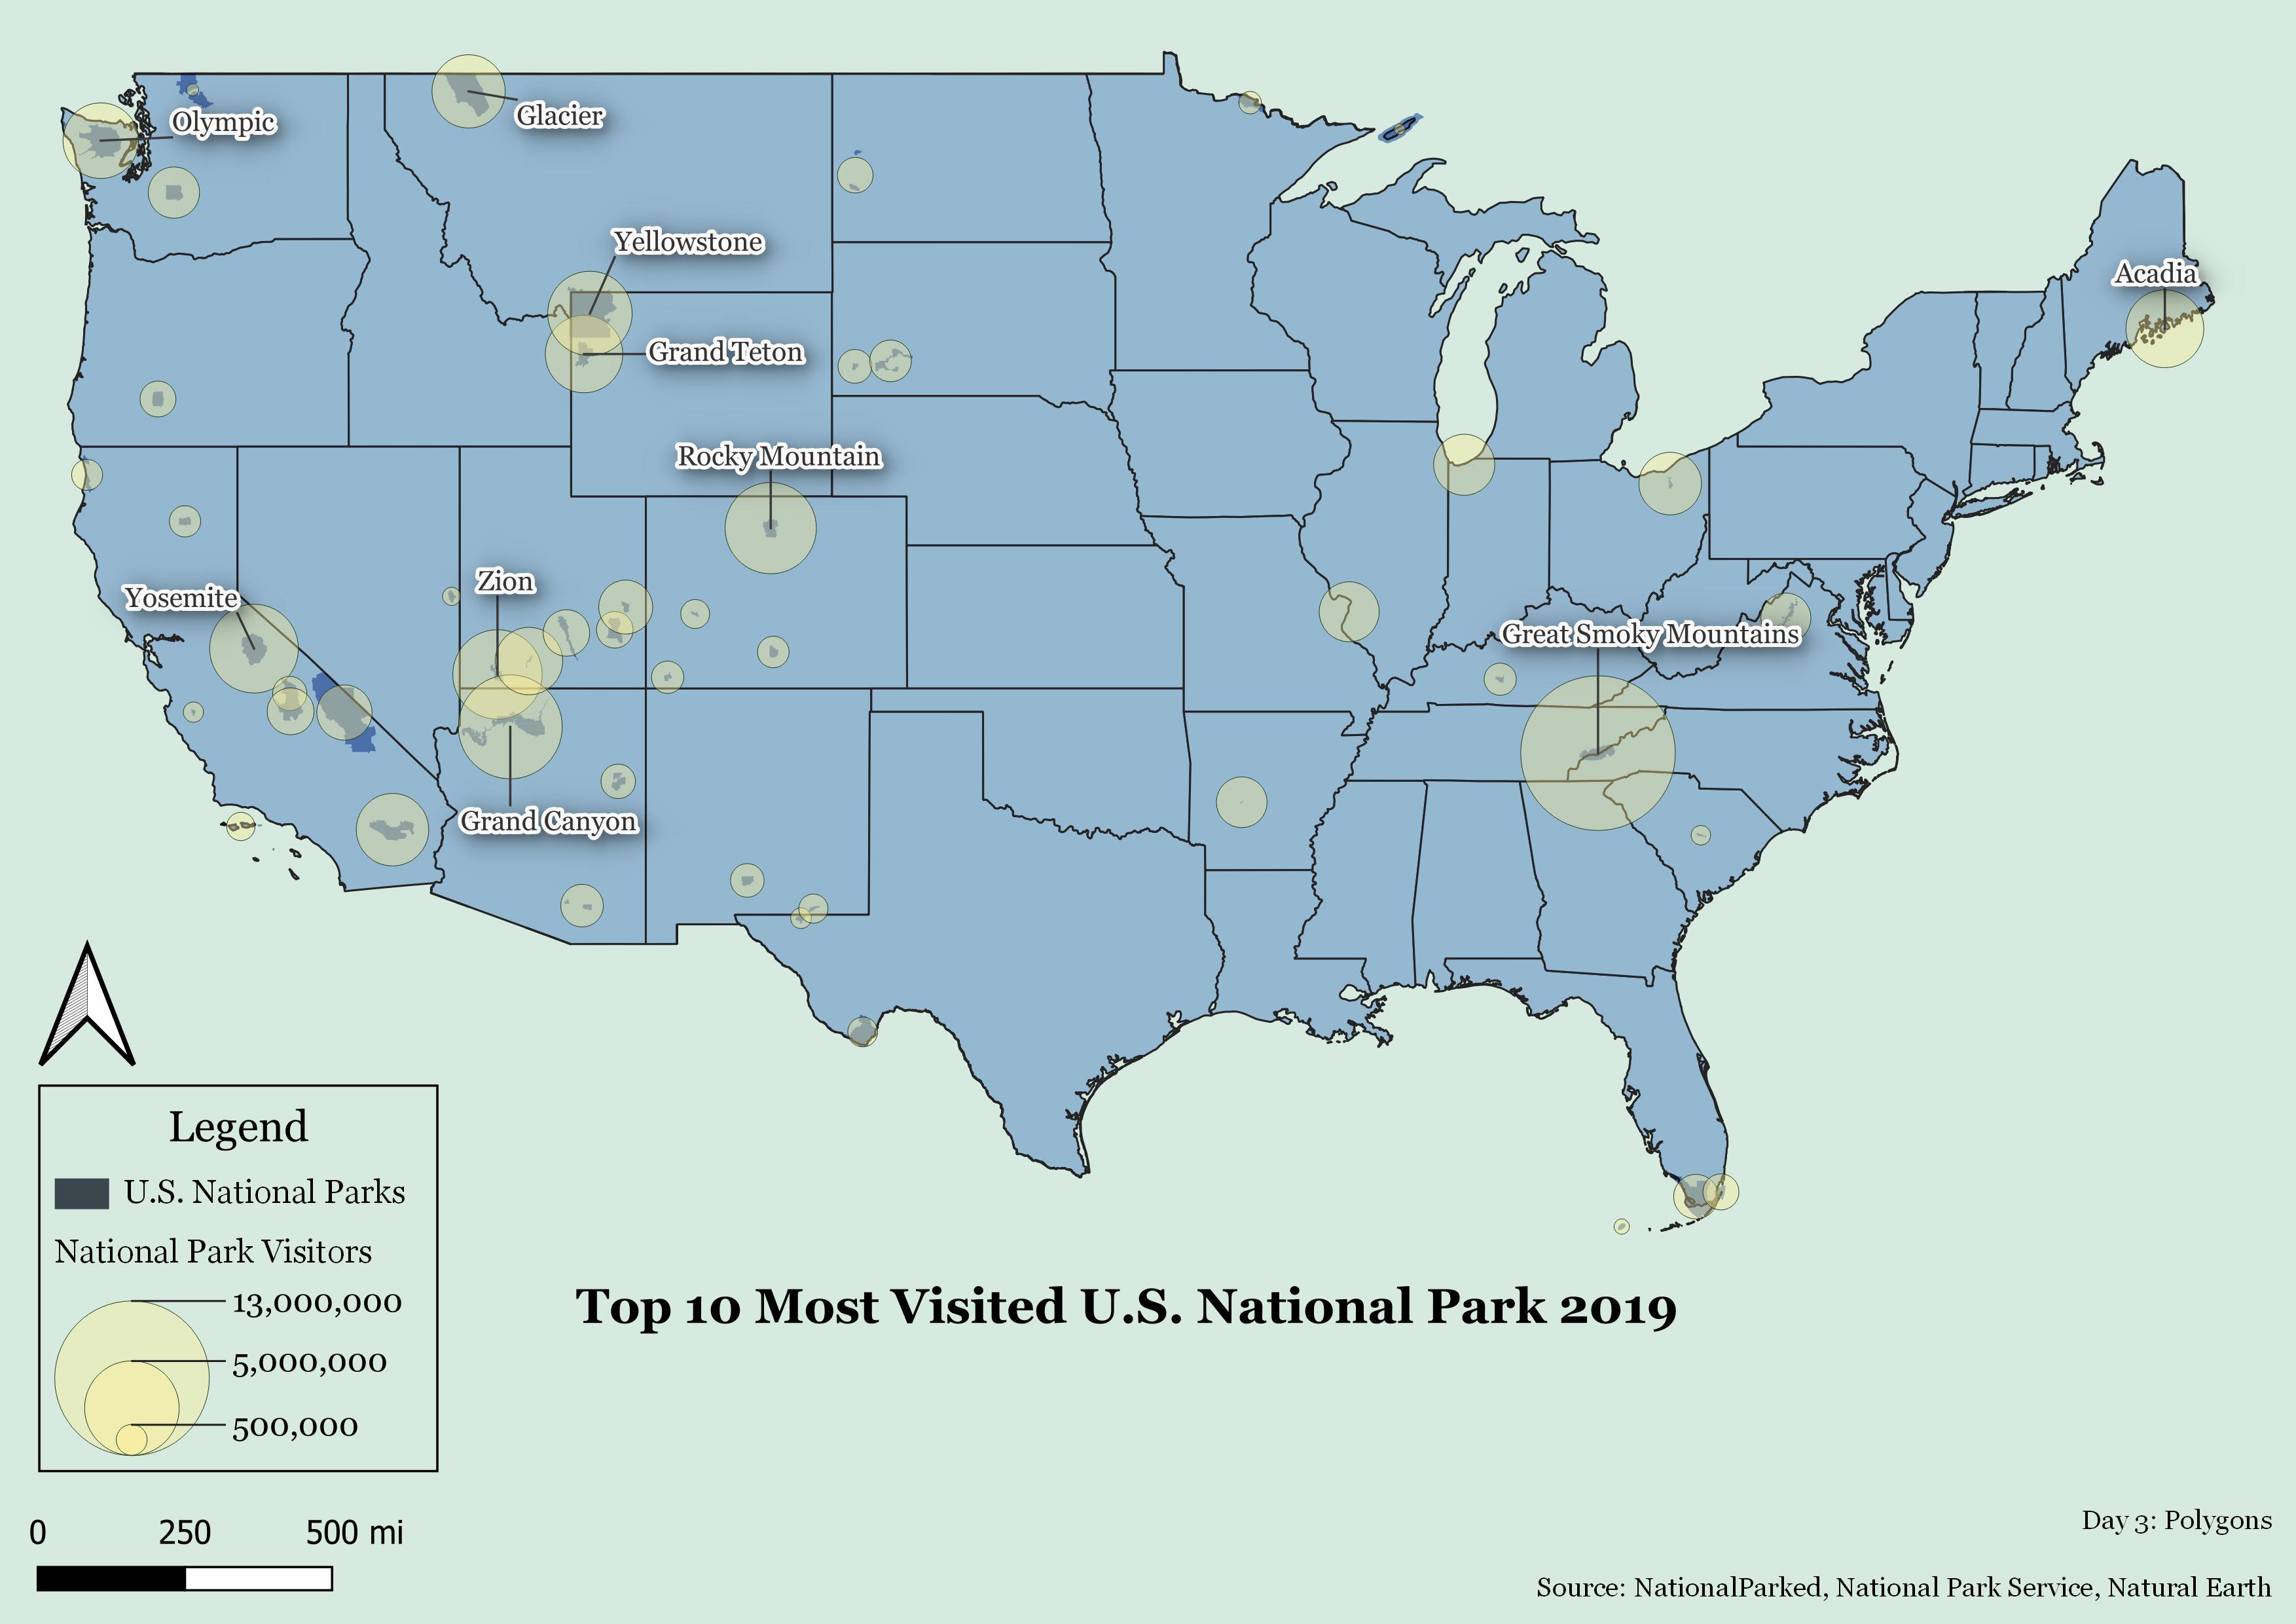 Glacier
Olympic
Yellowstone
Acadia
Grand Teton
Rocky Mountain
Zion
Yosemite
Great Smoky Mountains
Grand Canyon
Legend
U.S. National Parks
National Park Visitors
13,000,000
5,000,000
500,000
Top 10 Most Visited U.S. National Park 2019
0 250 500 mi
Day 3: Polygons
Source: NationalParked, National Park Service, Natural Earth